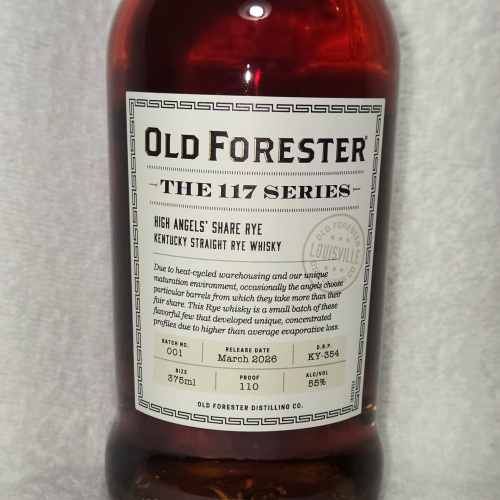 OLD FORESTER
THE 117 SERIES
HIGH ANGELS' SHARE RYE
KENTUCKY STRAIGHT RYE WHISKY
OLD FORESTER
LOUISVILLE
Due to heat-cycled warehousing and our unique
maturation environment, occasionally the angels choose
particular barrels from which they take more than their
fair share. This Rye whisky is a small batch of these
flavorful few that developed unique, concentrated
profiles due to higher than average evaporative loss.
BATCH NO.
001
RELEASE DATE
March 2026
D.S.P.
KY-354
SIZE
375ml
PROOF
110
ALC/VOL
55%
OLD FORESTER DISTILLING CO.